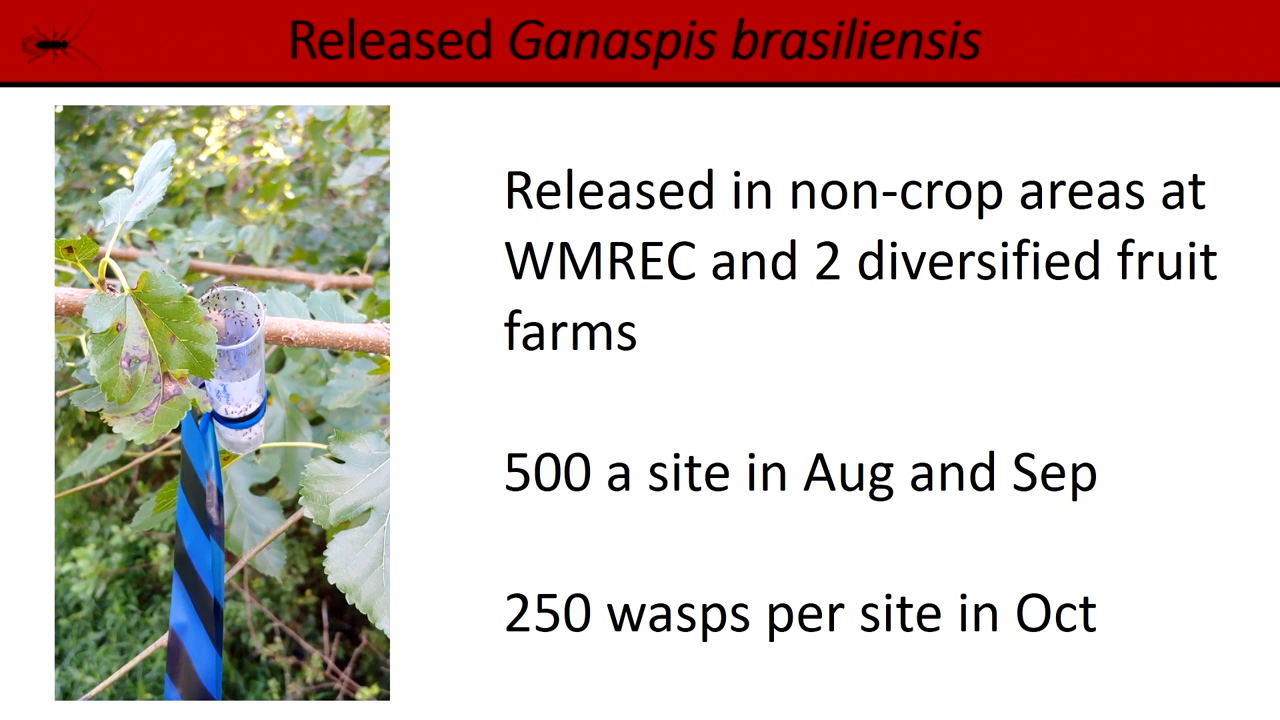 Released Ganaspis brasiliensis
Released in non-crop areas at
WMREC and 2 diversified fruit
farms
500 a site in Aug and Sep
250 wasps per site in Oct